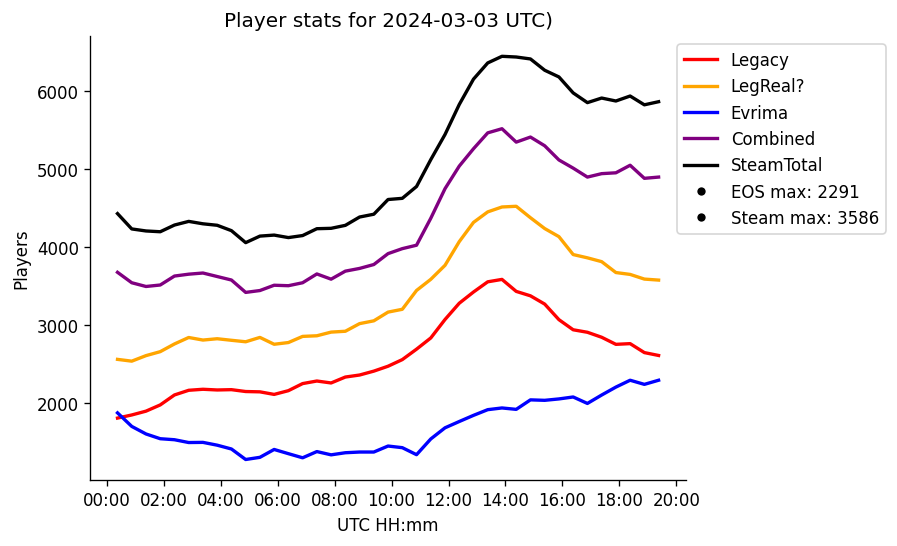 Player stats for 2024-03-03 UTC)
Legacy
LegReal?
Evrima
Combined
SteamTotal
EOS max: 2291
Steam max: 3586
Players
6000
5000
4000
3000
2000
00:00 02:00 04:00 06:00 08:00 10:00 12:00 14:00 16:00 18:00 20:00
UTC HH:mm